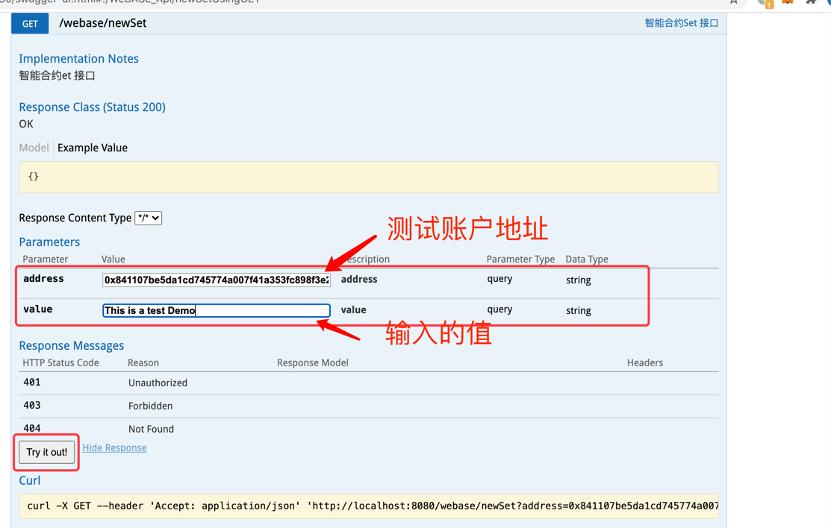 GET /webase/newSet 智能合约Set 接口
Implementation Notes
智能合约et 接口
Response Class (Status 200)
OK
Model Example Value
{}
Response Content Type */*
测试账户地址
Parameters
Parameter Value escription Parameter Type Data Type
address 0x841107be5da1cd745774a007f41a353fc898f3e2 address query string
value This is a test Demo value query string
输入的值
Response Messages
HTTP Status Code Reason Response Model Headers
401 Unauthorized
403 Forbidden
404 Not Found
Try it out! Hide Response
Curl
curl -X GET --header 'Accept: application/json' 'http://localhost:8080/webase/newSet?address=0x841107be5da1cd745774a007